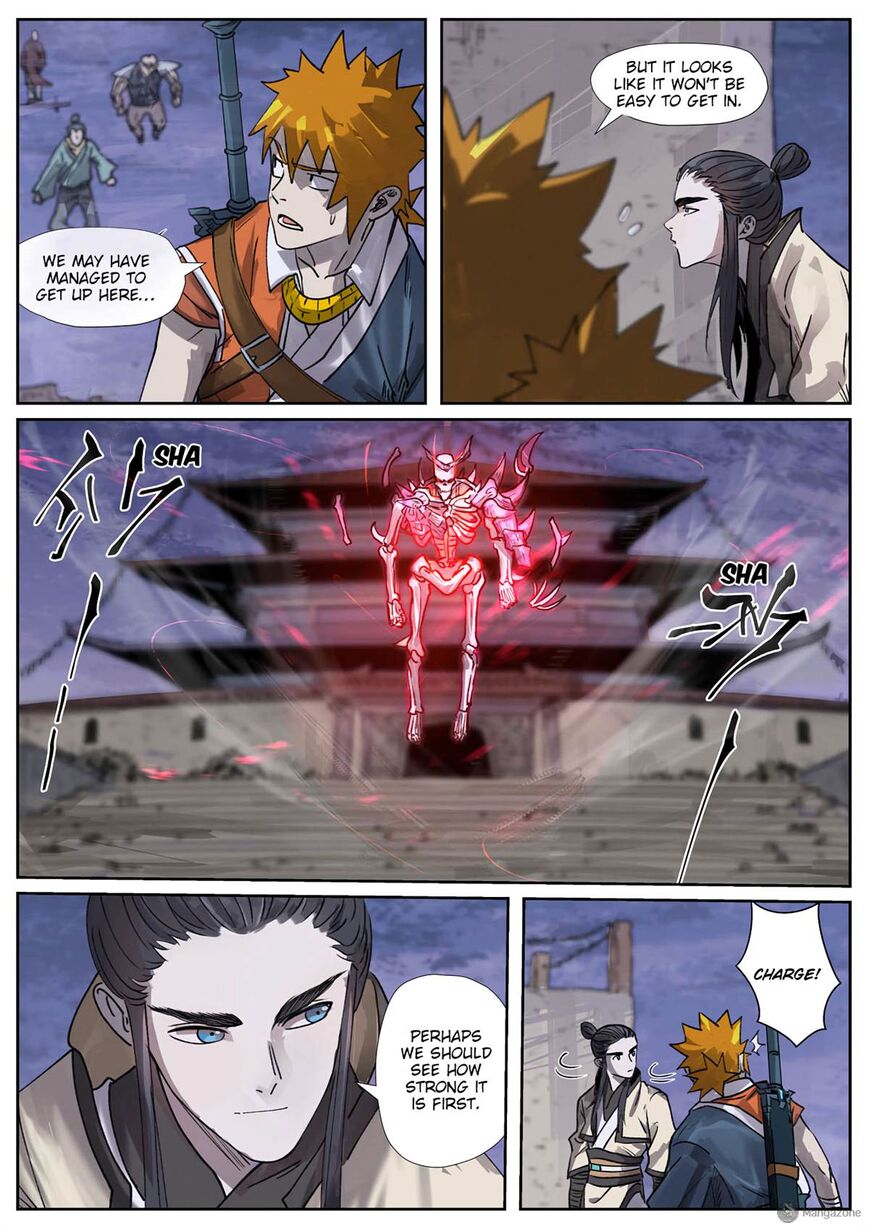 WE MAY HAVE
MANAGED TO
GET UP HERE...
BUT IT LOOKS
LIKE IT WON'T BE
EASY TO GET IN.
SHA
SHA
PERHAPS
WE SHOULD
SEE HOW
STRONG IT
IS FIRST.
CHARGE!
Mangazone